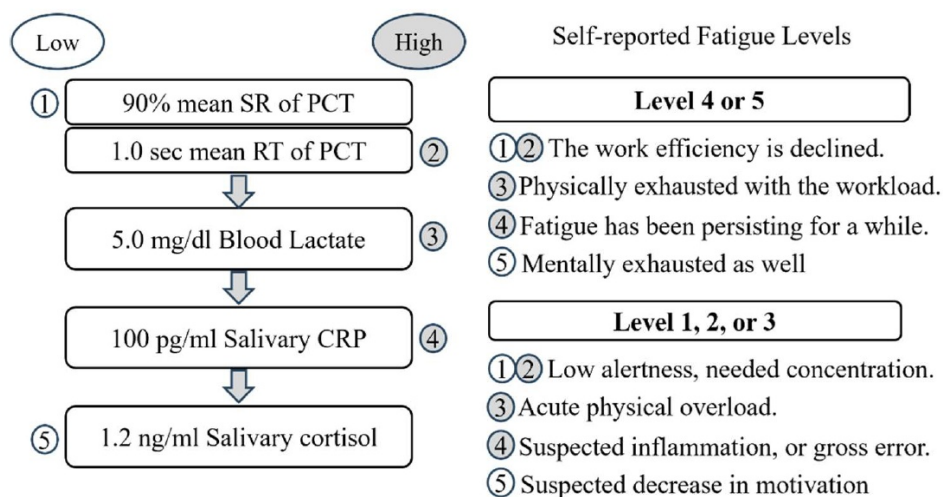 Low
High
① 90% mean SR of PCT
1.0 sec mean RT of PCT ②
5.0 mg/dl Blood Lactate ③
100 pg/ml Salivary CRP ④
⑤ 1.2 ng/ml Salivary cortisol
Self-reported Fatigue Levels
Level 4 or 5
①② The work efficiency is declined.
③ Physically exhausted with the workload.
④ Fatigue has been persisting for a while.
⑤ Mentally exhausted as well
Level 1, 2, or 3
①② Low alertness, needed concentration.
③ Acute physical overload.
④ Suspected inflammation, or gross error.
⑤ Suspected decrease in motivation